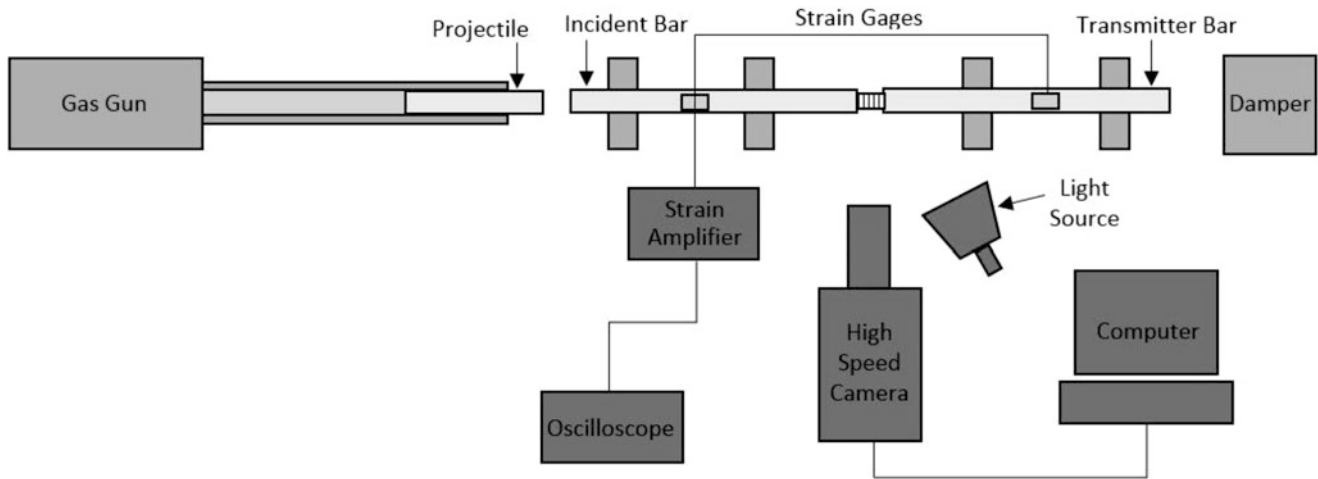 Projectile
Incident Bar
Strain Gages
Transmitter Bar
Gas Gun
Damper
Strain
Amplifier
Light
Source
High
Speed
Camera
Computer
Oscilloscope